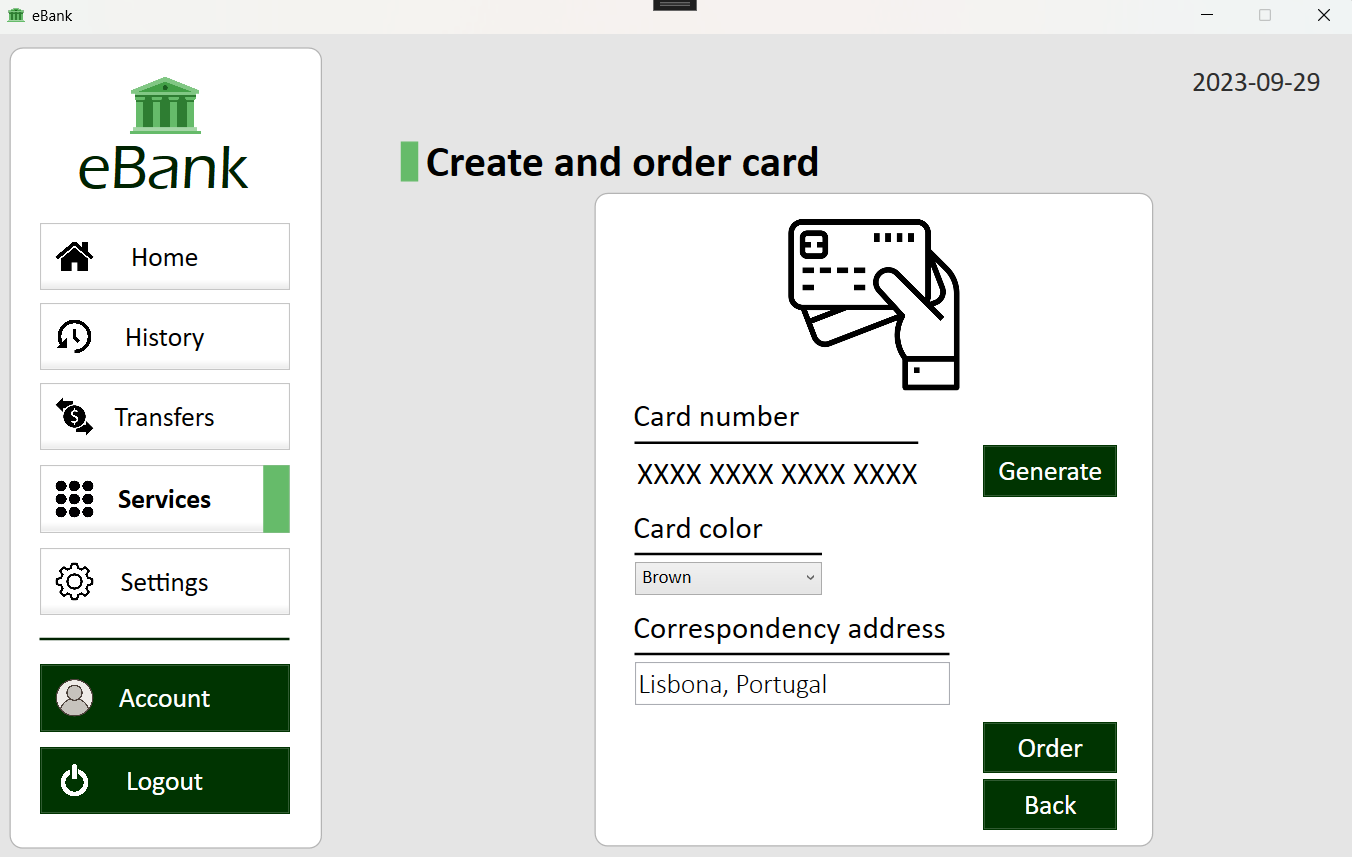 eBank
2023-09-29
eBank
Create and order card
Home
History
Transfers
Services
Settings
Account
Logout
Card number
XXXX XXXX XXXX XXXX
Generate
Card color
Brown
Correspondency address
Lisbona, Portugal
Order
Back